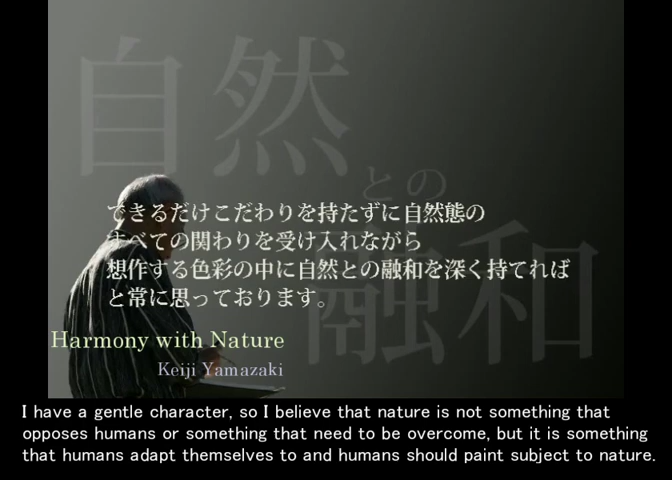 自然
との
融和
できるだけこだわりを持たずに自然態の
すべての関わりを受け入れながら
想作する色彩の中に自然との融和を深く持てれば
と常に思っております。
Harmony with Nature
Keiji Yamazaki
I have a gentle character, so I believe that nature is not something that
opposes humans or something that need to be overcome, but it is something
that humans adapt themselves to and humans should paint subject to nature.